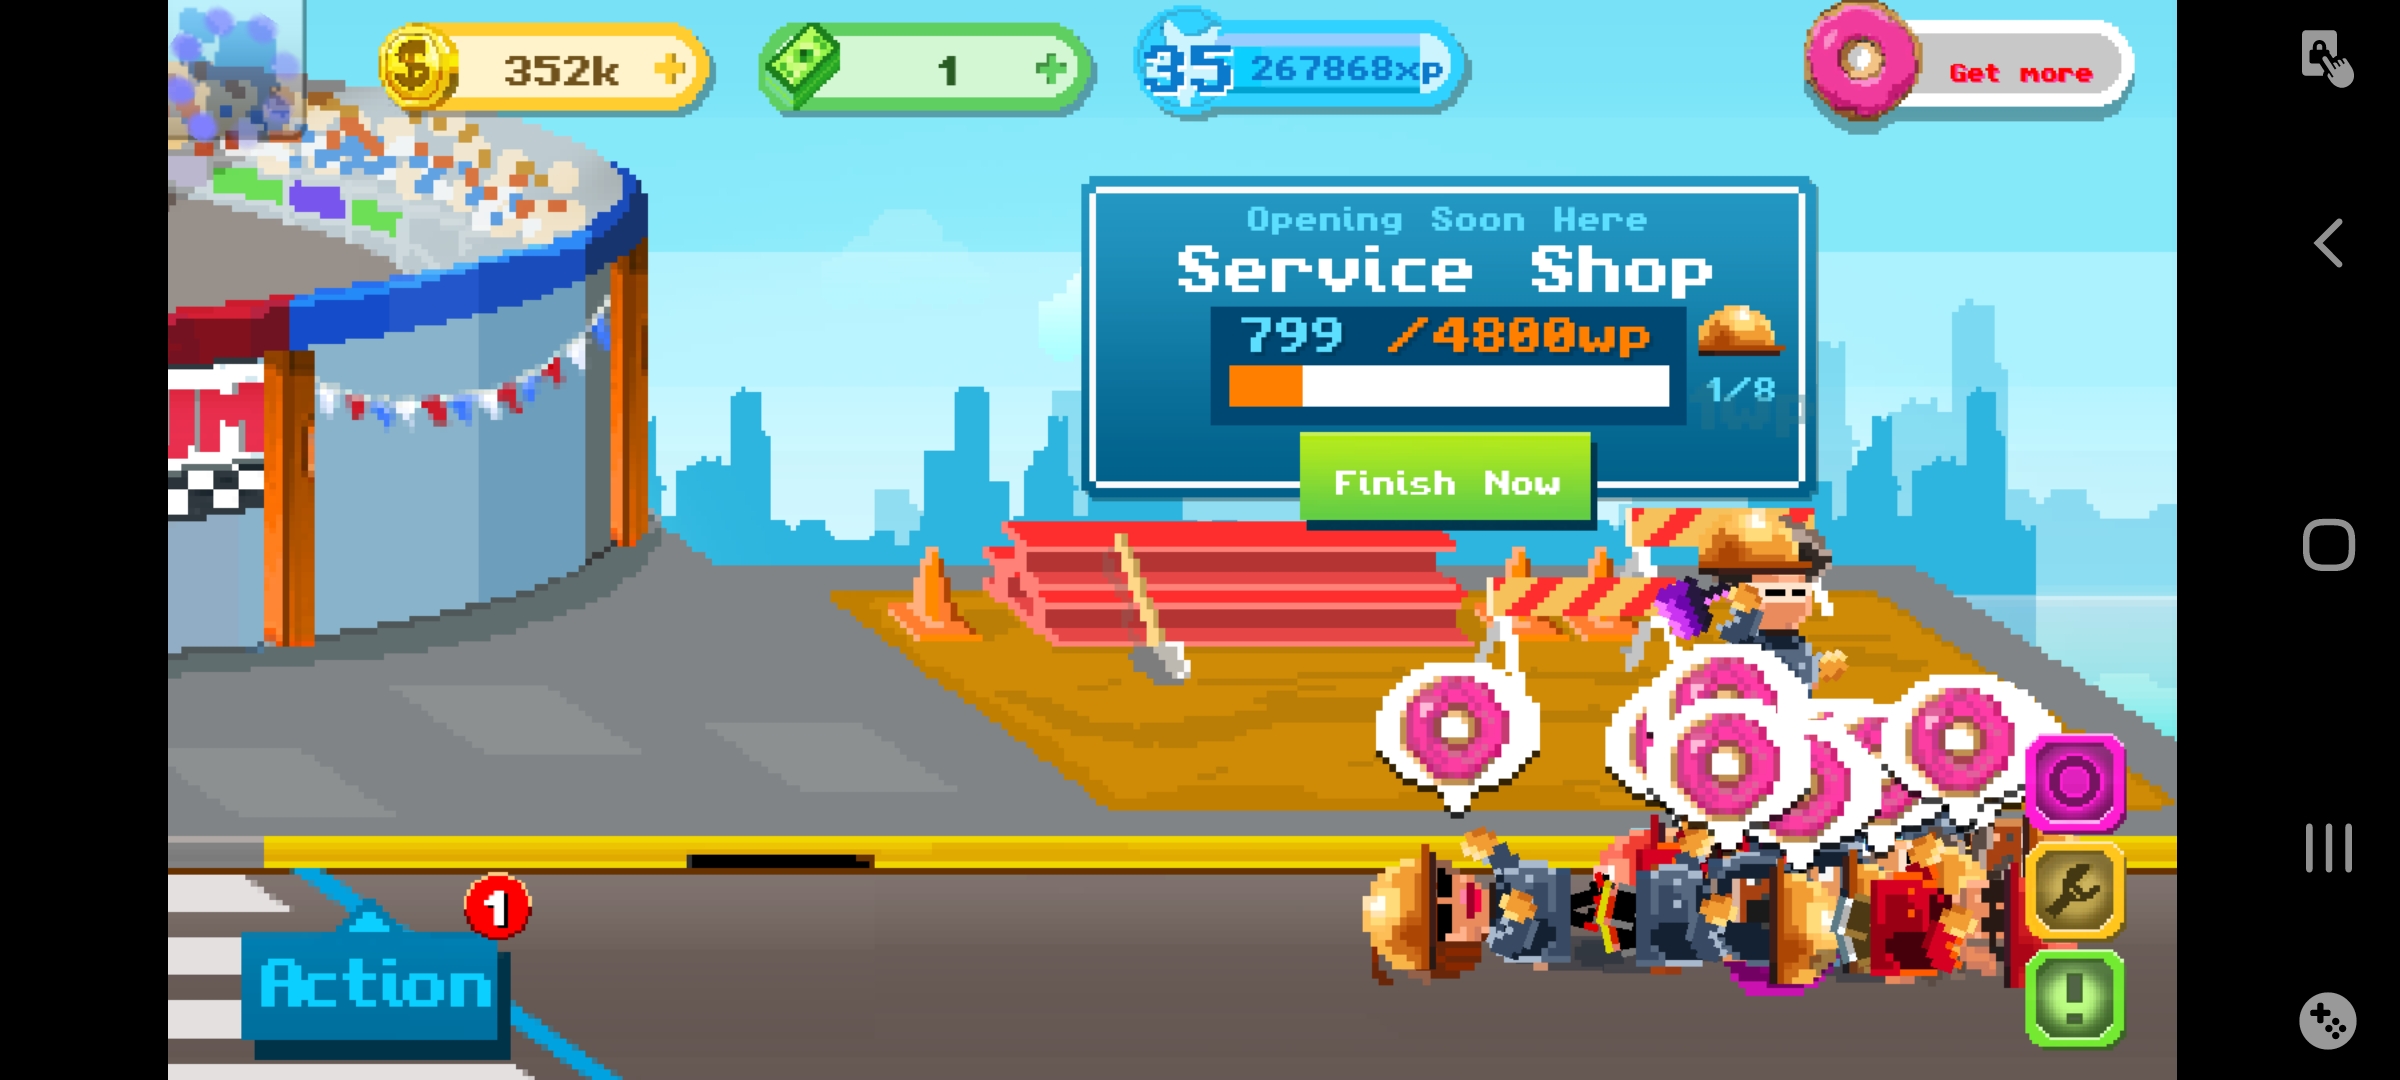 352k
1
35
267868xp
Get more
Opening Soon Here
Service Shop
799 /4800wp
1/8
1wp
Finish Now
1
Action